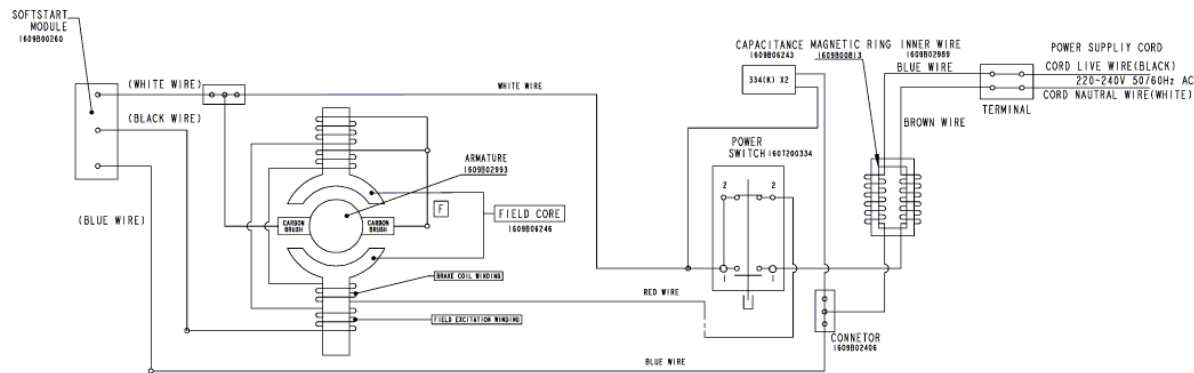 SOFTSTART
MODULE
1609B00260
(WHITE WIRE)
(BLACK WIRE)
(BLUE WIRE)
WHITE WIRE
ARMATURE
1609B02993
CARBON
BRUSH
CARBON
BRUSH
F
FIELD CORE
1609B06246
BRAKE COIL WINDING
FIELD EXCITATION WINDING
RED WIRE
BLUE WIRE
CAPACITANCE
1609B06243
334(K) X2
MAGNETIC RING
1609B00813
INNER WIRE
1609B02989
BLUE WIRE
BROWN WIRE
POWER SUPPLIY CORD
CORD LIVE WIRE(BLACK)
220~240V 50/60Hz AC
CORD NAUTRAL WIRE(WHITE)
TERMINAL
POWER
SWITCH 1607200334
2 2
1 1
CONNETOR
1609B02406